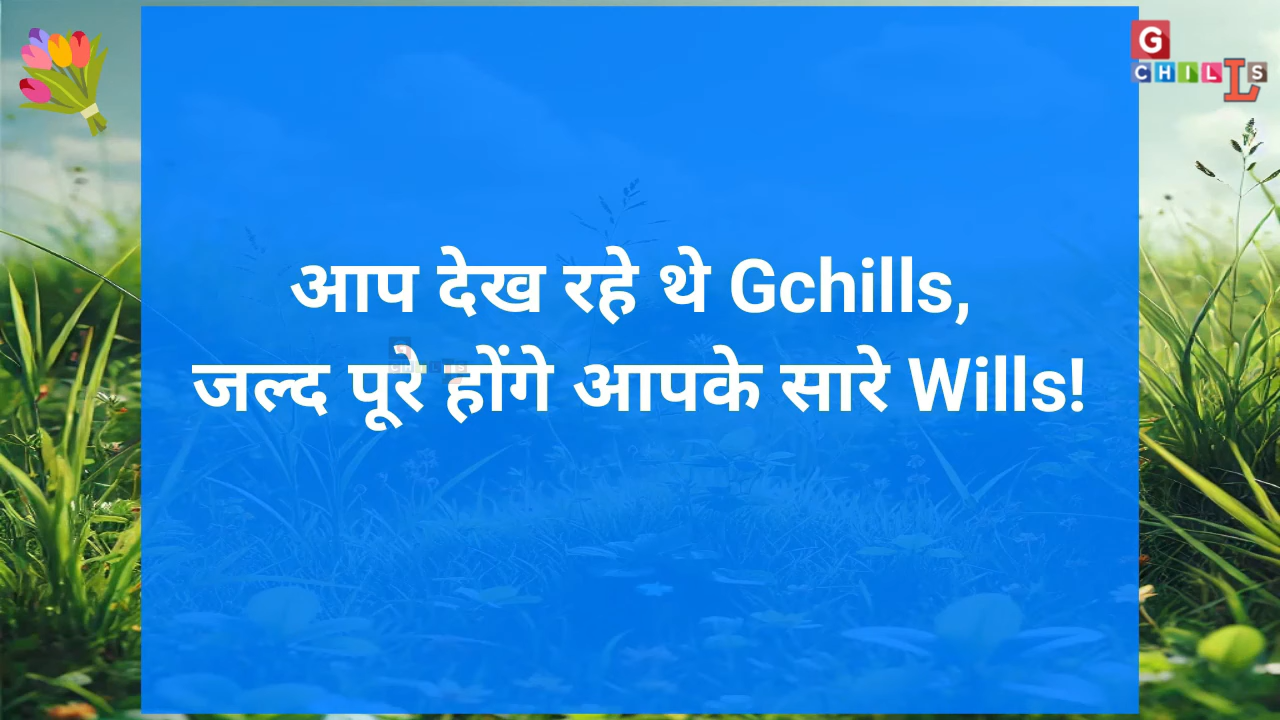 G
CHILLS
आप देख रहे थे Gchills,
जल्द पूरे होंगे आपके सारे Wills!